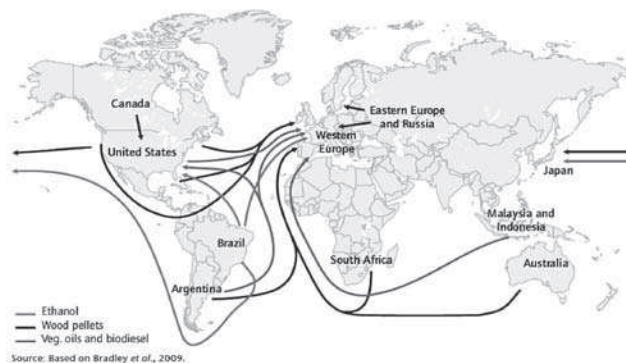 Canada
United States
Eastern Europe
and Russia
Western
Europe
Japan
Malaysia and
Indonesia
Brazil
South Africa
Australia
Argentina
Ethanol
Wood pellets
Veg. oils and biodiesel
Source: Based on Bradley et al., 2009.